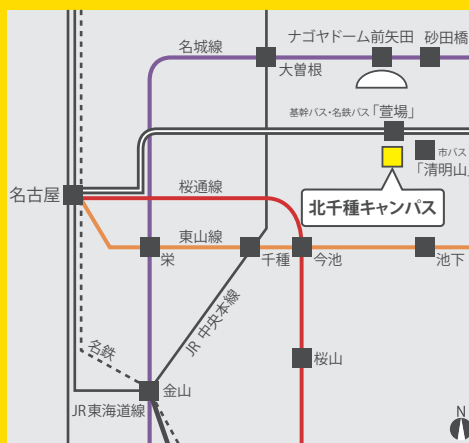 名城線
ナゴヤドーム前矢田
砂田橋
大曽根
基幹バス・名鉄バス「萱場」
市バス
「清明山」
名古屋
桜通線
北千種キャンパス
東山線
栄
千種
今池
池下
JR 中央本線
名鉄
桜山
金山
JR東海道線
N